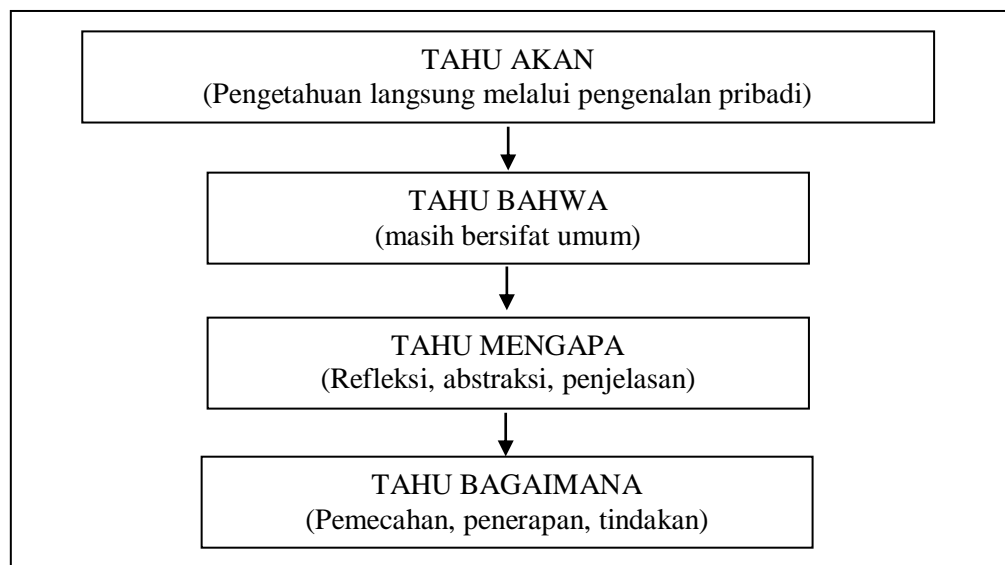 TAHU AKAN
(Pengetahuan langsung melalui pengenalan pribadi)
TAHU BAHWA
(masih bersifat umum)
TAHU MENGAPA
(Refleksi, abstraksi, penjelasan)
TAHU BAGAIMANA
(Pemecahan, penerapan, tindakan)